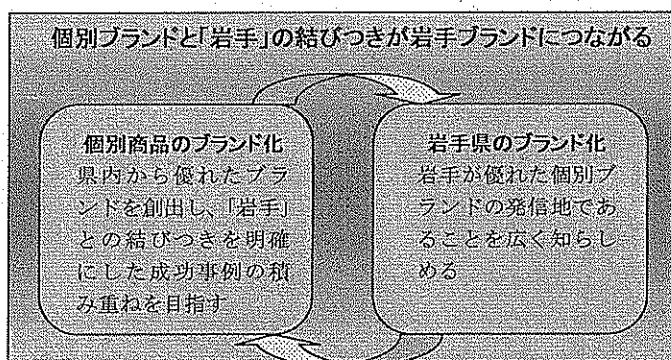 個別ブランドと「岩手」の結びつきが岩手ブランドにつながる
個別商品のブランド化
県内から優れたブラ
ンドを創出し、「岩手」
との結びつきを明確
にした成功事例の積
み重ねを目指す
岩手県のブランド化
岩手が優れた個別ブ
ランドの発信地であ
ることを広く知らし
める